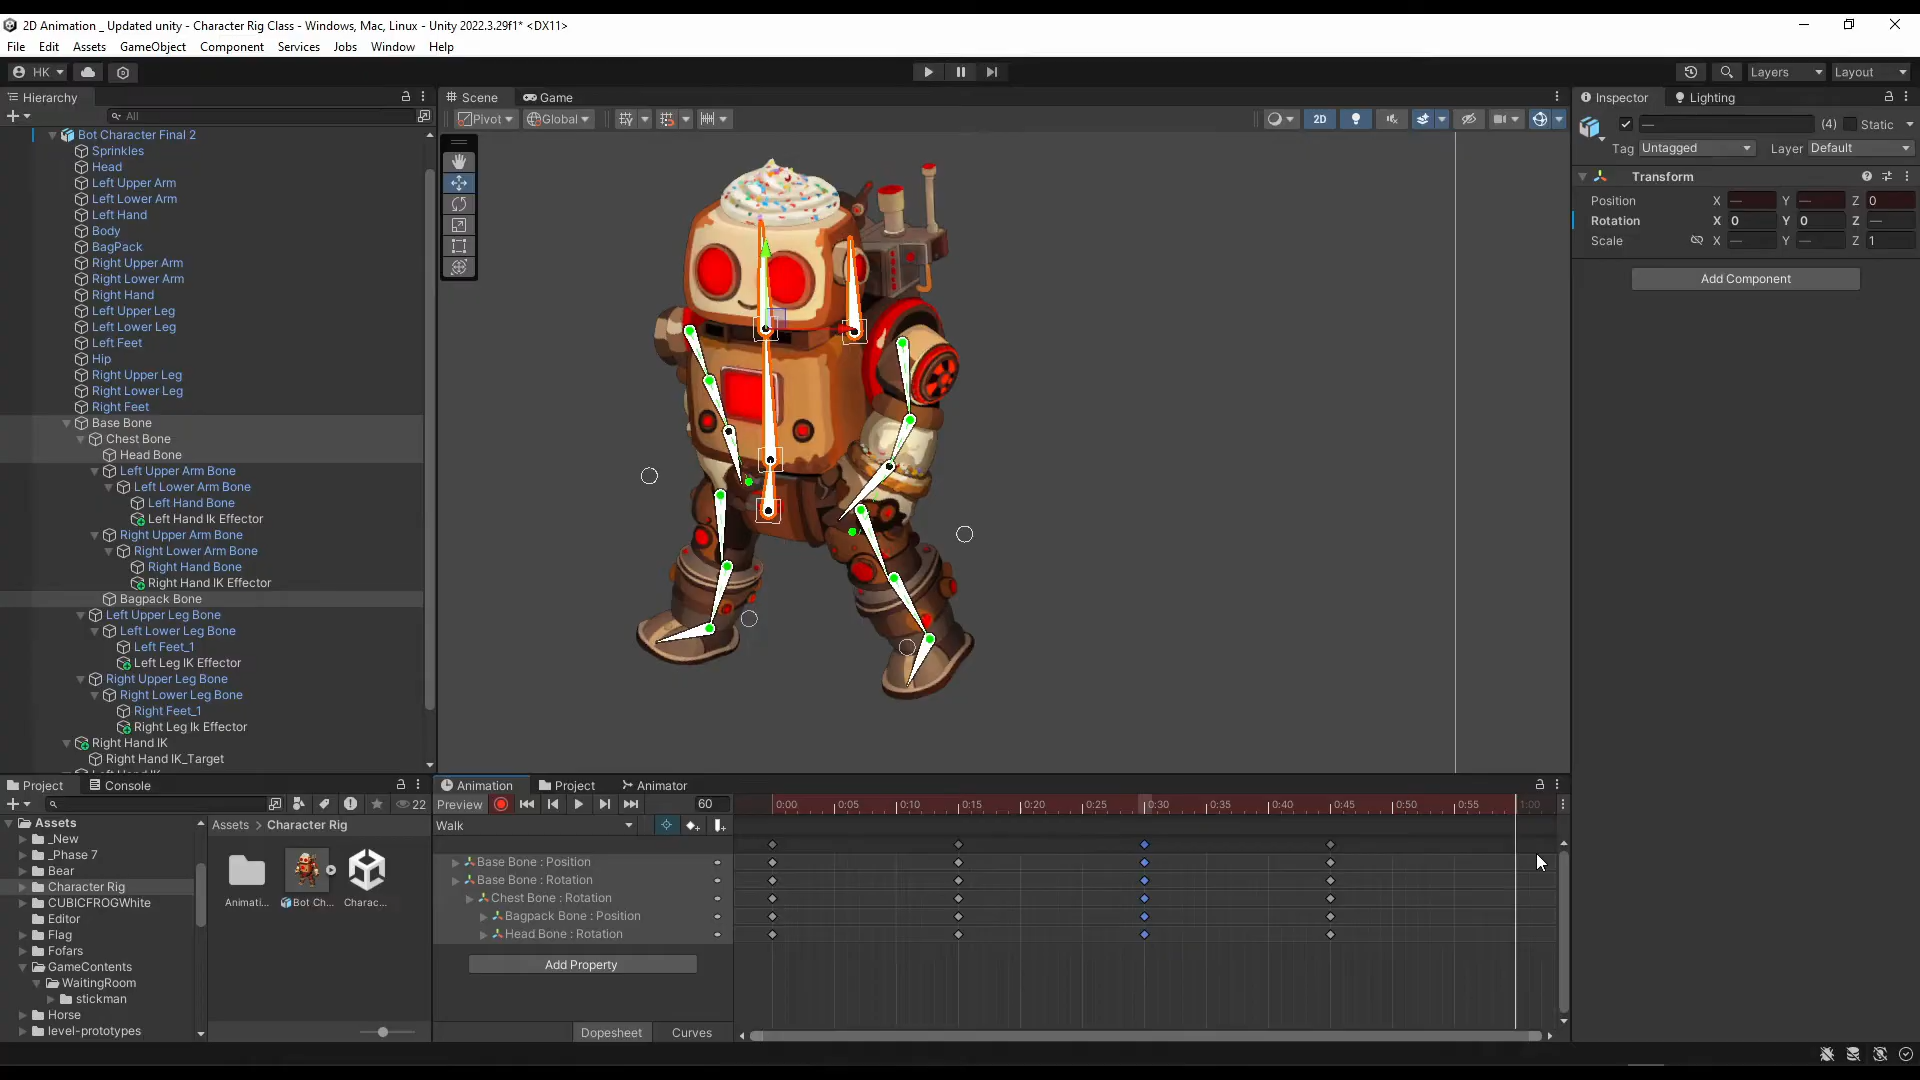 2D Animation _ Updated unity - Character Rig Class - Windows, Mac, Linux - Unity 2022.3.29f1* <DX11>
File Edit Assets GameObject Component Services Jobs Window Help
HK Layers Layout
Hierarchy
All
Bot Character Final 2
Sprinkles
Head
Left Upper Arm
Left Lower Arm
Left Hand
Body
BagPack
Right Upper Arm
Right Lower Arm
Right Hand
Left Upper Leg
Left Lower Leg
Left Feet
Hip
Right Upper Leg
Right Lower Leg
Right Feet
Base Bone
Chest Bone
Head Bone
Left Upper Arm Bone
Left Lower Arm Bone
Left Hand Bone
Left Hand Ik Effector
Right Upper Arm Bone
Right Lower Arm Bone
Right Hand Bone
Right Hand IK Effector
Bagpack Bone
Left Upper Leg Bone
Left Lower Leg Bone
Left Feet_1
Left Leg IK Effector
Right Upper Leg Bone
Right Lower Leg Bone
Right Feet_1
Right Leg Ik Effector
Right Hand IK
Right Hand IK_Target
Scene Game
Pivot Global 2D
Inspector Lighting
— (4) Static
Tag Untagged Layer Default
Transform
Position X — Y — Z 0
Rotation X 0 Y 0 Z —
Scale X — Y — Z 1
Add Component
Project Console
22
Assets
_New
_Phase 7
Bear
Character Rig
CUBICFROGWhite
Editor
Flag
Fofars
GameContents
WaitingRoom
stickman
Horse
level-prototypes
Assets > Character Rig
Animati... Bot Ch... Charac...
Animation Project Animator
Preview 60
Walk
0:00 0:05 0:10 0:15 0:20 0:25 0:30 0:35 0:40 0:45 0:50 0:55 1:00
Base Bone : Position
Base Bone : Rotation
Chest Bone : Rotation
Bagpack Bone : Position
Head Bone : Rotation
Add Property
Dopesheet Curves